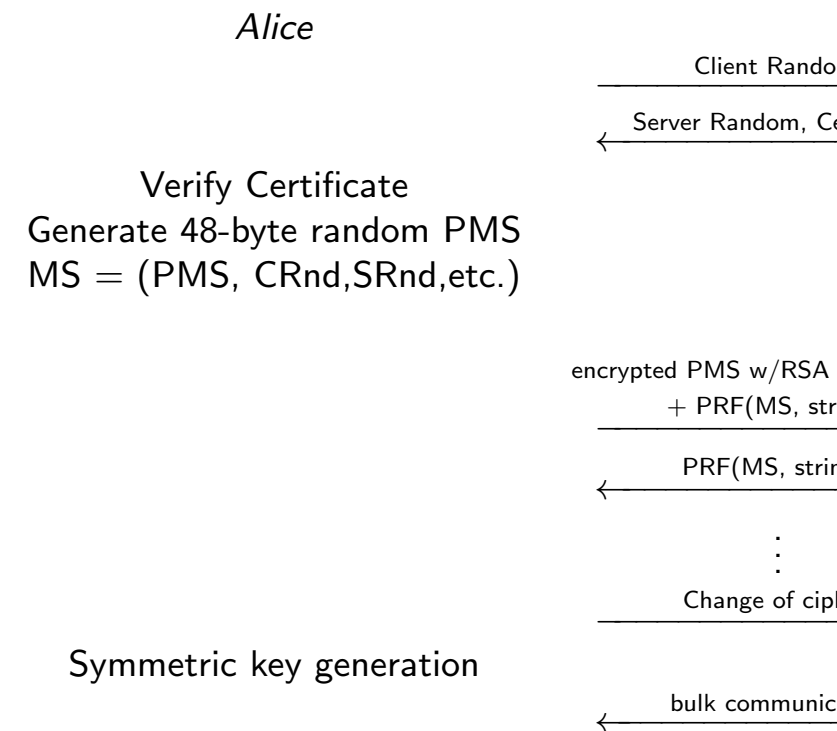 Alice
Client Rando
Server Random, Ce
Verify Certificate
Generate 48-byte random PMS
MS = (PMS, CRnd,SRnd,etc.)
encrypted PMS w/RSA
+ PRF(MS, str
PRF(MS, strin
Change of cip
Symmetric key generation
bulk communic